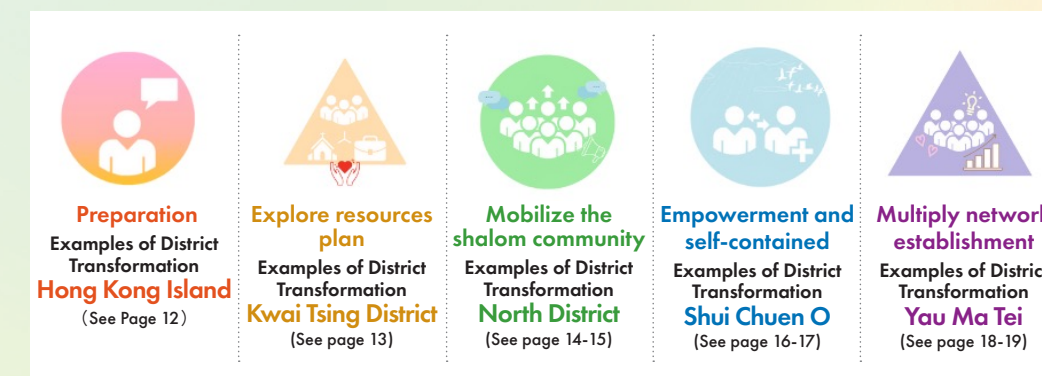 Preparation
Examples of District
Transformation
Hong Kong Island
（See Page 12）
Explore resources
plan
Examples of District
Transformation
Kwai Tsing District
(See page 13)
Mobilize the
shalom community
Examples of District
Transformation
North District
(See page 14-15)
Empowerment and
self-contained
Examples of District
Transformation
Shui Chuen O
(See page 16-17)
Multiply network
establishment
Examples of District
Transformation
Yau Ma Tei
(See page 18-19)